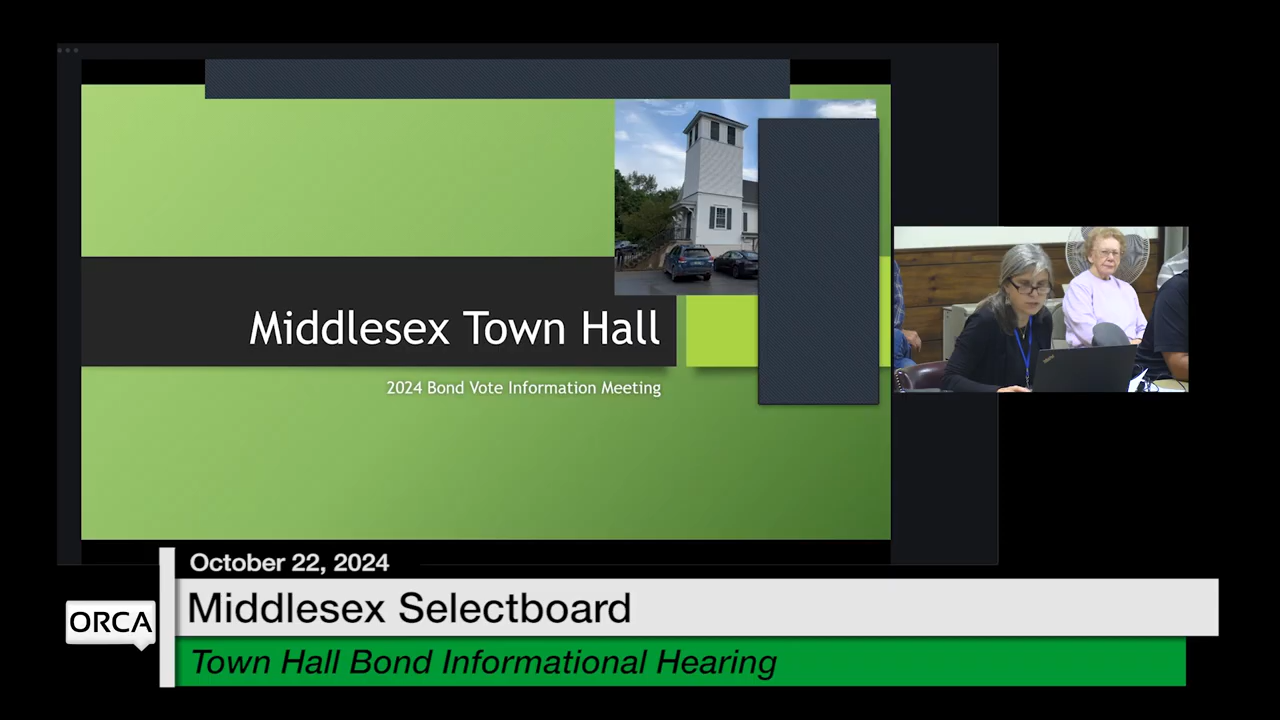 Middlesex Town Hall
2024 Bond Vote Information Meeting
October 22, 2024
ORCA
Middlesex Selectboard
Town Hall Bond Informational Hearing